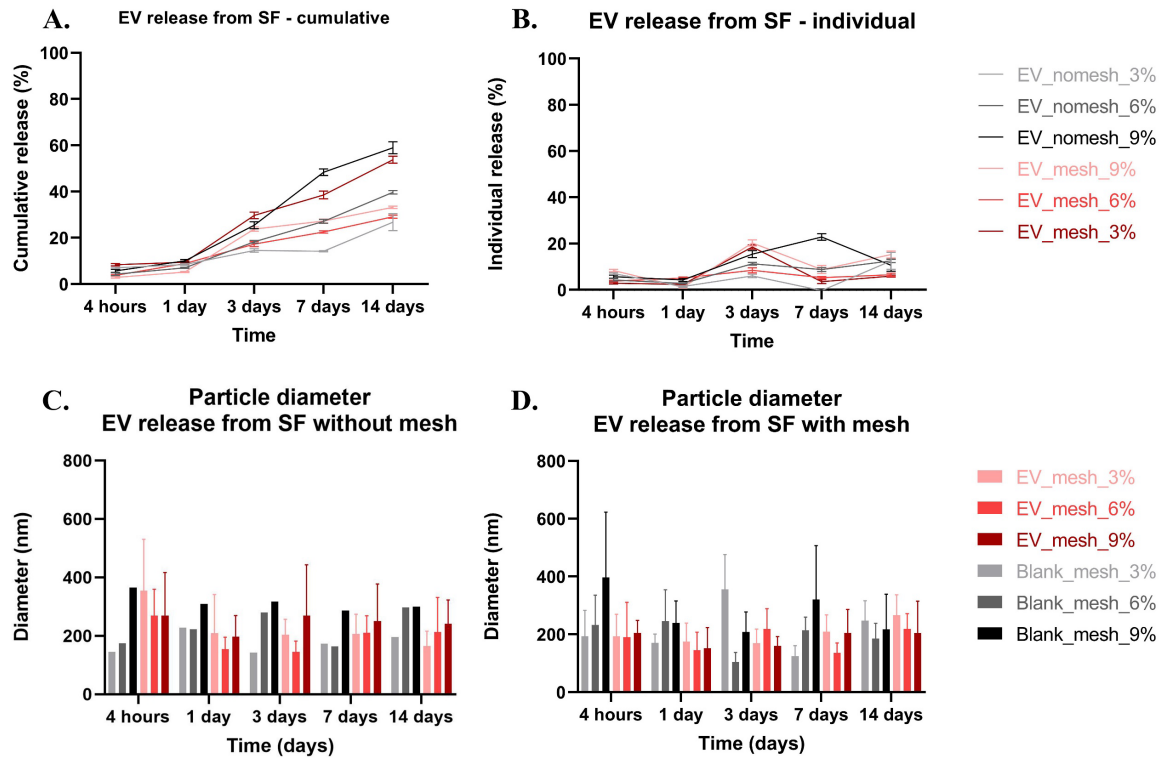 A.
EV release from SF - cumulative
100
80
60
40
20
0
Cumulative release (%)
4 hours 1 day 3 days 7 days 14 days
Time
B.
EV release from SF - individual
100
80
60
40
20
0
Individual release (%)
4 hours 1 day 3 days 7 days 14 days
Time
EV_nomesh_3%
EV_nomesh_6%
EV_nomesh_9%
EV_mesh_9%
EV_mesh_6%
EV_mesh_3%
C.
Particle diameter
EV release from SF without mesh
800
600
400
200
0
Diameter (nm)
4 hours 1 day 3 days 7 days 14 days
Time (days)
D.
Particle diameter
EV release from SF with mesh
800
600
400
200
0
Diameter (nm)
4 hours 1 day 3 days 7 days 14 days
Time (days)
EV_mesh_3%
EV_mesh_6%
EV_mesh_9%
Blank_mesh_3%
Blank_mesh_6%
Blank_mesh_9%